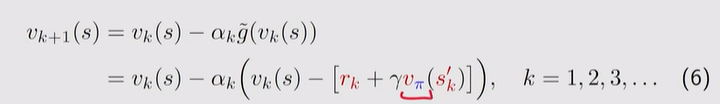 v_{k+1}(s) = v_k(s) − α_k g̃(v_k(s))
= v_k(s) − α_k(v_k(s) − [r_k + γv_π(s′_k)]), k = 1, 2, 3, . . . (6)